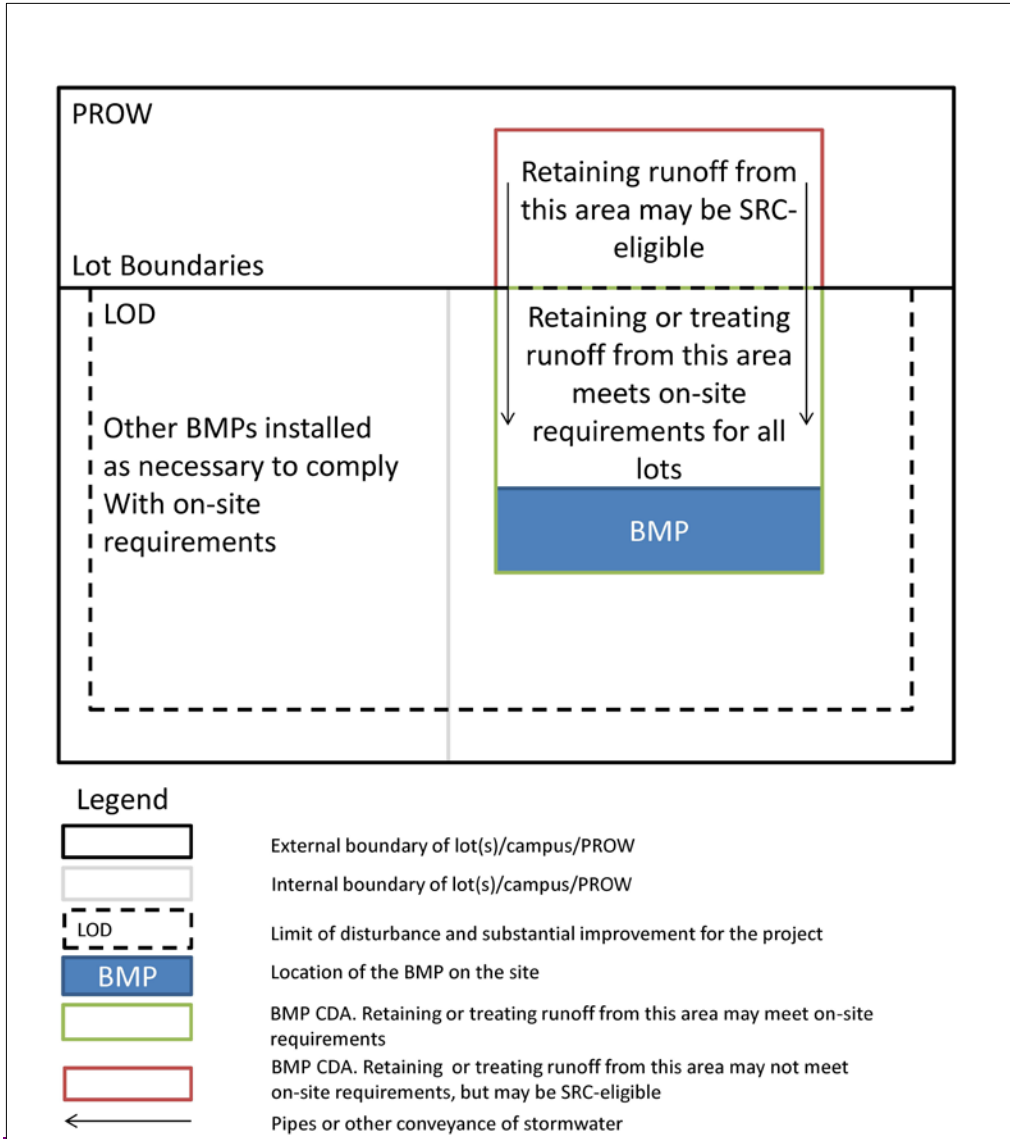 PROW
Retaining runoff from
this area may be SRC-
eligible
Lot Boundaries
LOD
Retaining or treating
runoff from this area
meets on-site
requirements for all
lots
Other BMPs installed
as necessary to comply
With on-site
requirements
BMP
Legend
External boundary of lot(s)/campus/PROW
Internal boundary of lot(s)/campus/PROW
LOD
Limit of disturbance and substantial improvement for the project
BMP
Location of the BMP on the site
BMP CDA. Retaining or treating runoff from this area may meet on-site
requirements
BMP CDA. Retaining or treating runoff from this area may not meet
on-site requirements, but may be SRC-eligible
Pipes or other conveyance of stormwater